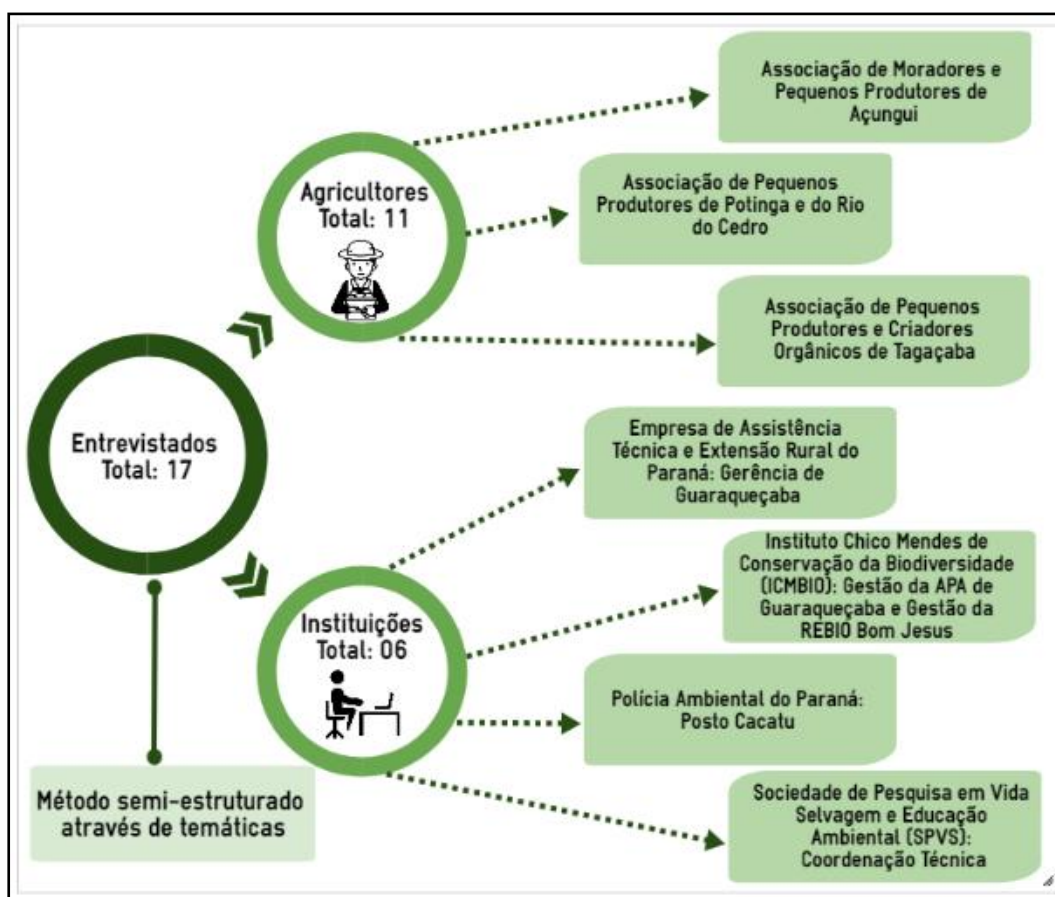 Associação de Moradores e
Pequenos Produtores de
Açungui
Agricultores
Total: 11
Associação de Pequenos
Produtores de Potinga e do Rio
do Cedro
Associação de Pequenos
Produtores e Criadores
Orgânicos de Tagaçaba
Entrevistados
Total: 17
Empresa de Assistência
Técnica e Extensão Rural do
Paraná: Gerência de
Guaraqueçaba
Instituto Chico Mendes de
Conservação da Biodiversidade
(ICMBIO): Gestão da APA de
Guaraqueçaba e Gestão da
REBIO Bom Jesus
Instituições
Total: 06
Polícia Ambiental do Paraná:
Posto Cacatu
Sociedade de Pesquisa em Vida
Selvagem e Educação
Ambiental (SPVS):
Coordenação Técnica
Método semi-estruturado
através de temáticas